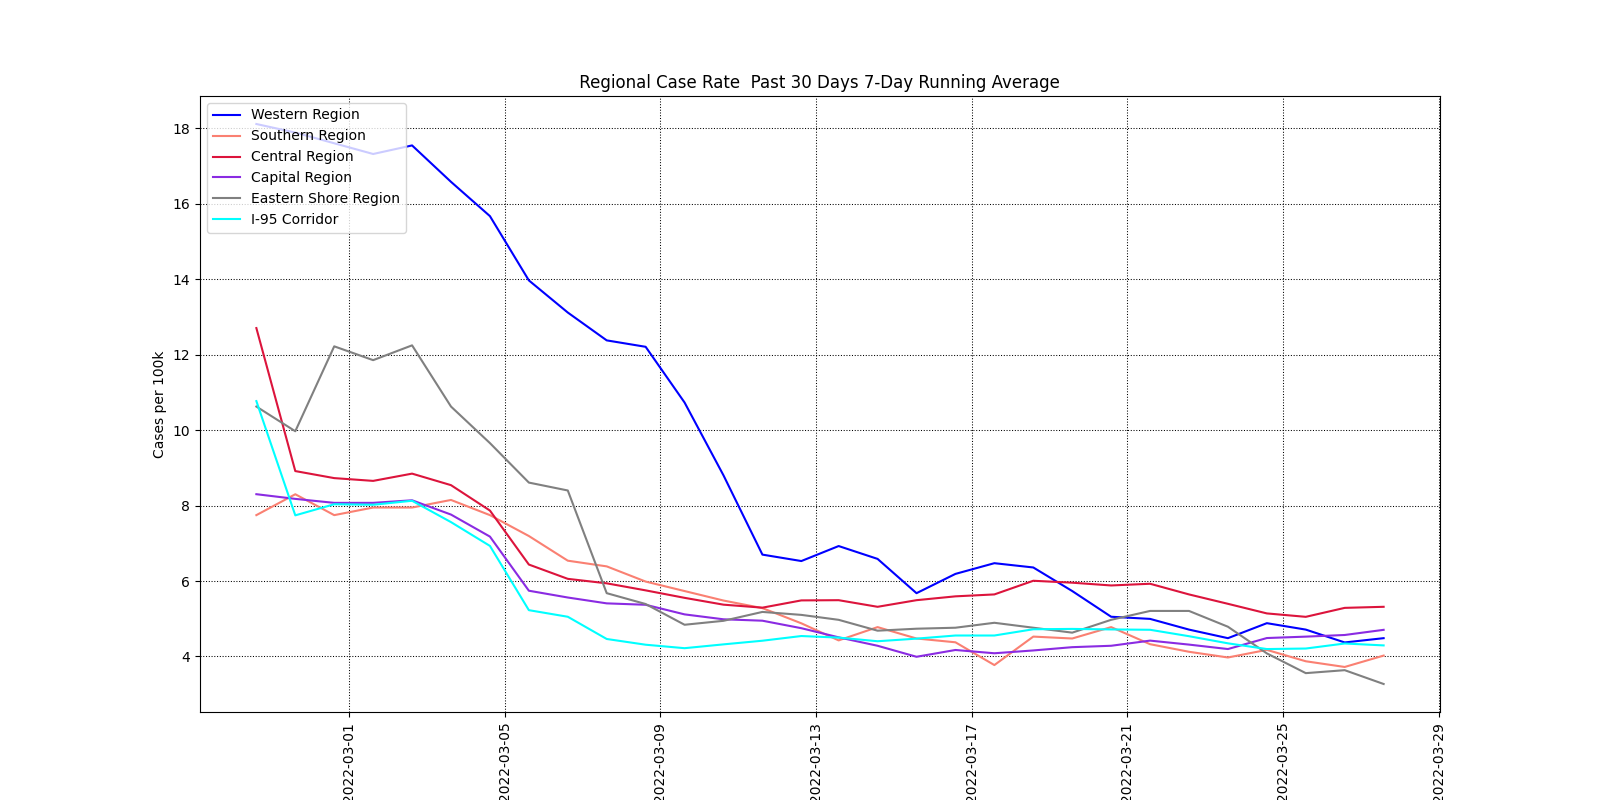 Regional Case Rate  Past 30 Days 7-Day Running Average
Western Region
Southern Region
Central Region
Capital Region
Eastern Shore Region
I-95 Corridor
Cases per 100k
18
16
14
12
10
8
6
4
2022-03-01
2022-03-05
2022-03-09
2022-03-13
2022-03-17
2022-03-21
2022-03-25
2022-03-29